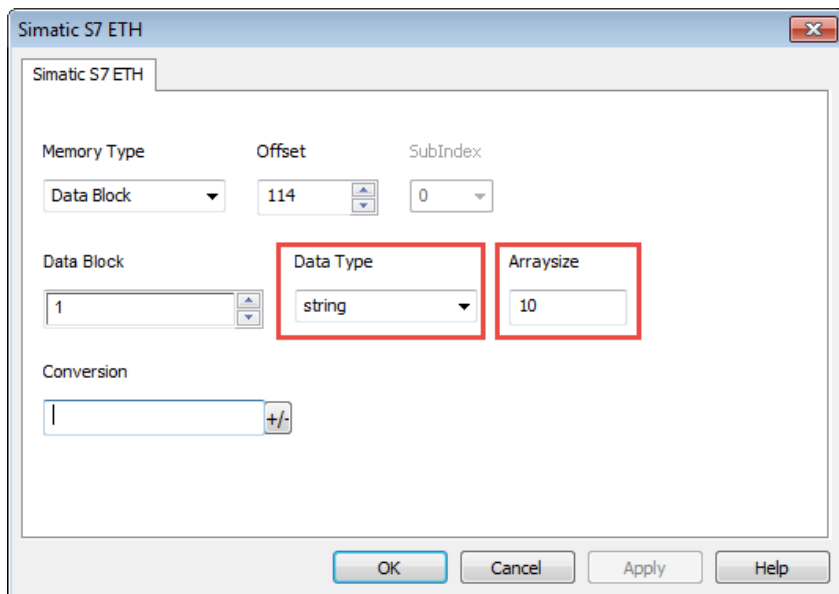 Simatic S7 ETH
Simatic S7 ETH
Memory Type Offset SubIndex
Data Block 114 0
Data Block Data Type Arraysize
1 string 10
Conversion
+/-
OK Cancel Apply Help